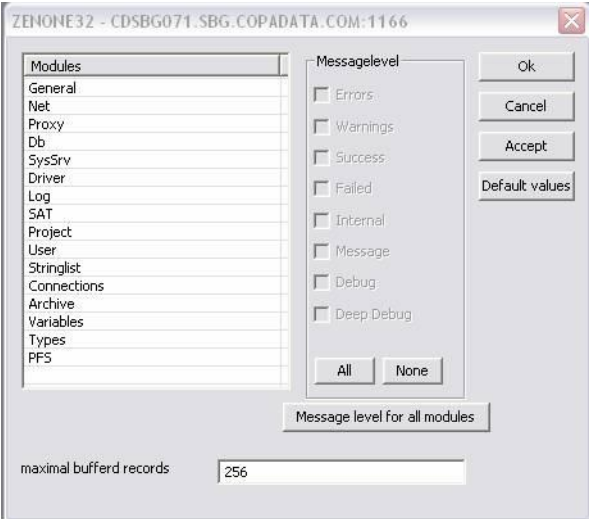 ZENONE32 - CDSBG071.SBG.COPADATA.COM:1166
Modules
General
Net
Proxy
Db
SysSrv
Driver
Log
SAT
Project
User
Stringlist
Connections
Archive
Variables
Types
PFS
Messagelevel
Errors
Warnings
Success
Failed
Internal
Message
Debug
Deep Debug
All
None
Ok
Cancel
Accept
Default values
Message level for all modules
maximal bufferd records
256